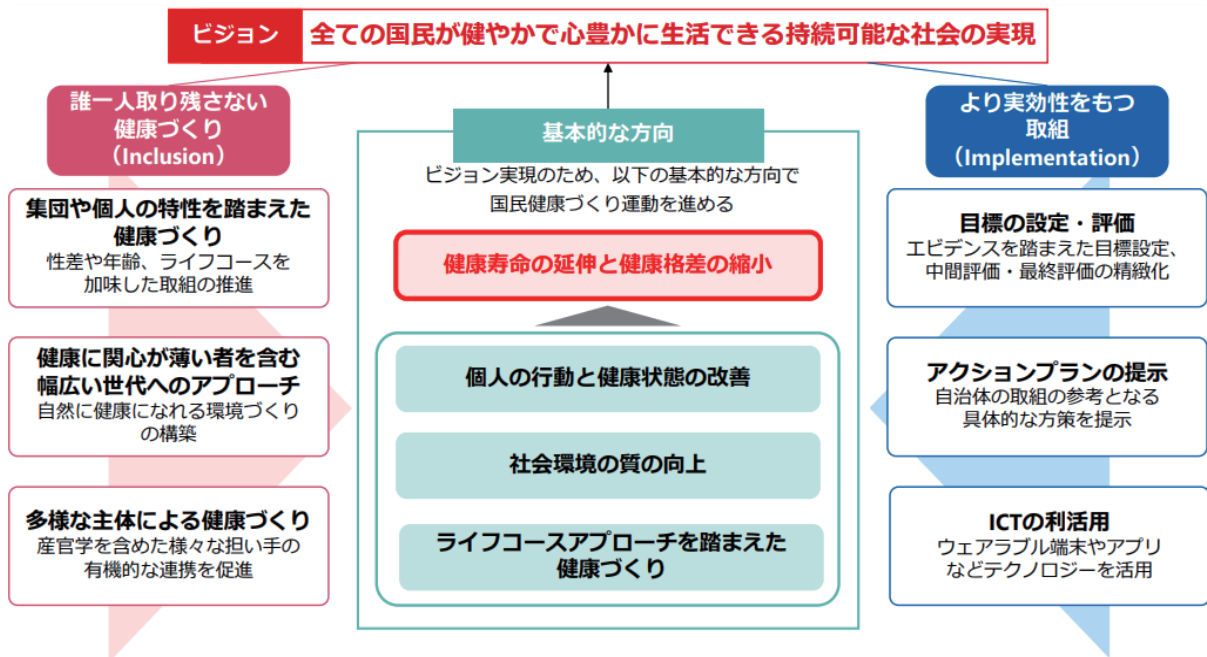 ビジョン 全ての国民が健やかで心豊かに生活できる持続可能な社会の実現
誰一人取り残さない
健康づくり
（Inclusion）
集団や個人の特性を踏まえた
健康づくり
性差や年齢、ライフコースを
加味した取組の推進
健康に関心が薄い者を含む
幅広い世代へのアプローチ
自然に健康になれる環境づくり
の構築
多様な主体による健康づくり
産官学を含めた様々な担い手の
有機的な連携を促進
基本的な方向
ビジョン実現のため、以下の基本的な方向で
国民健康づくり運動を進める
健康寿命の延伸と健康格差の縮小
個人の行動と健康状態の改善
社会環境の質の向上
ライフコースアプローチを踏まえた
健康づくり
より実効性をもつ
取組
（Implementation）
目標の設定・評価
エビデンスを踏まえた目標設定、
中間評価・最終評価の精緻化
アクションプランの提示
自治体の取組の参考となる
具体的な方策を提示
ICTの利活用
ウェアラブル端末やアプリ
などテクノロジーを活用